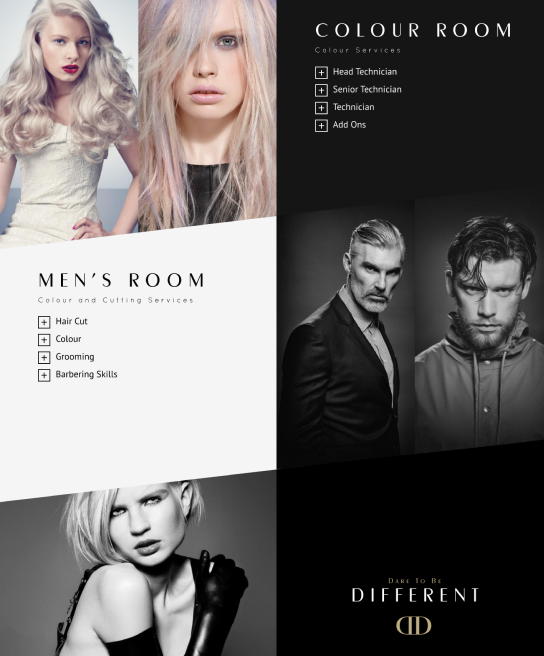 COLOUR ROOM
Colour Services
Head Technician
Senior Technician
Technician
Add Ons
MEN'S ROOM
Colour and Cutting Services
Hair Cut
Colour
Grooming
Barbering Skills
DARE TO BE
DIFFERENT